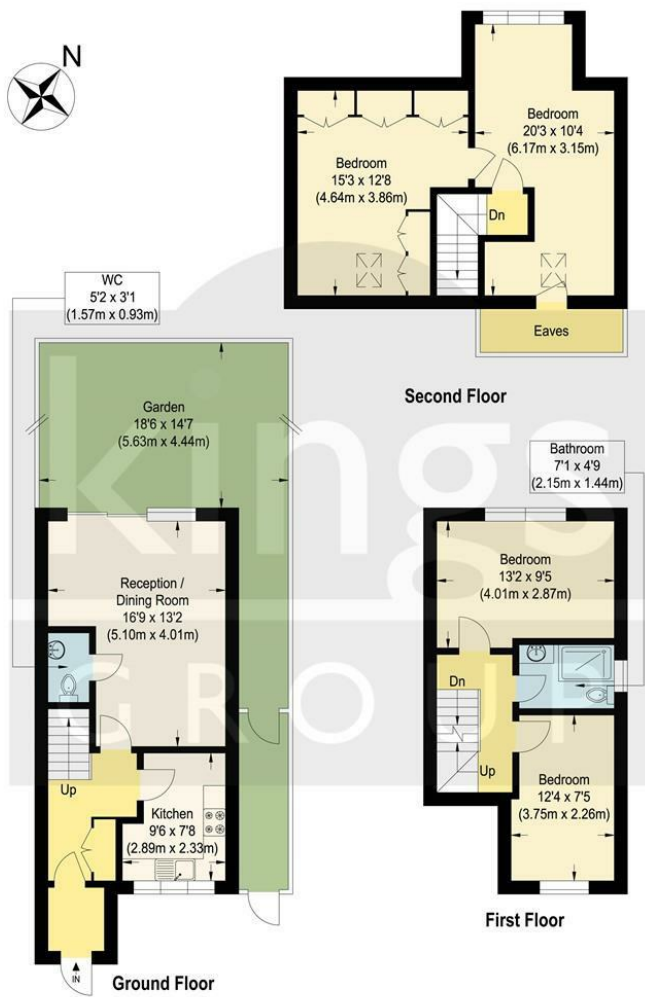 N
Bedroom
20'3 x 10'4
(6.17m x 3.15m)
Bedroom
15'3 x 12'8
(4.64m x 3.86m)
Dn
Eaves
Second Floor
WC
5'2 x 3'1
(1.57m x 0.93m)
Garden
18'6 x 14'7
(5.63m x 4.44m)
Reception /
Dining Room
16'9 x 13'2
(5.10m x 4.01m)
Up
Kitchen
9'6 x 7'8
(2.89m x 2.33m)
IN
Ground Floor
Bathroom
7'1 x 4'9
(2.15m x 1.44m)
Bedroom
13'2 x 9'5
(4.01m x 2.87m)
Dn
Up
Bedroom
12'4 x 7'5
(3.75m x 2.26m)
First Floor
kings
GROUP